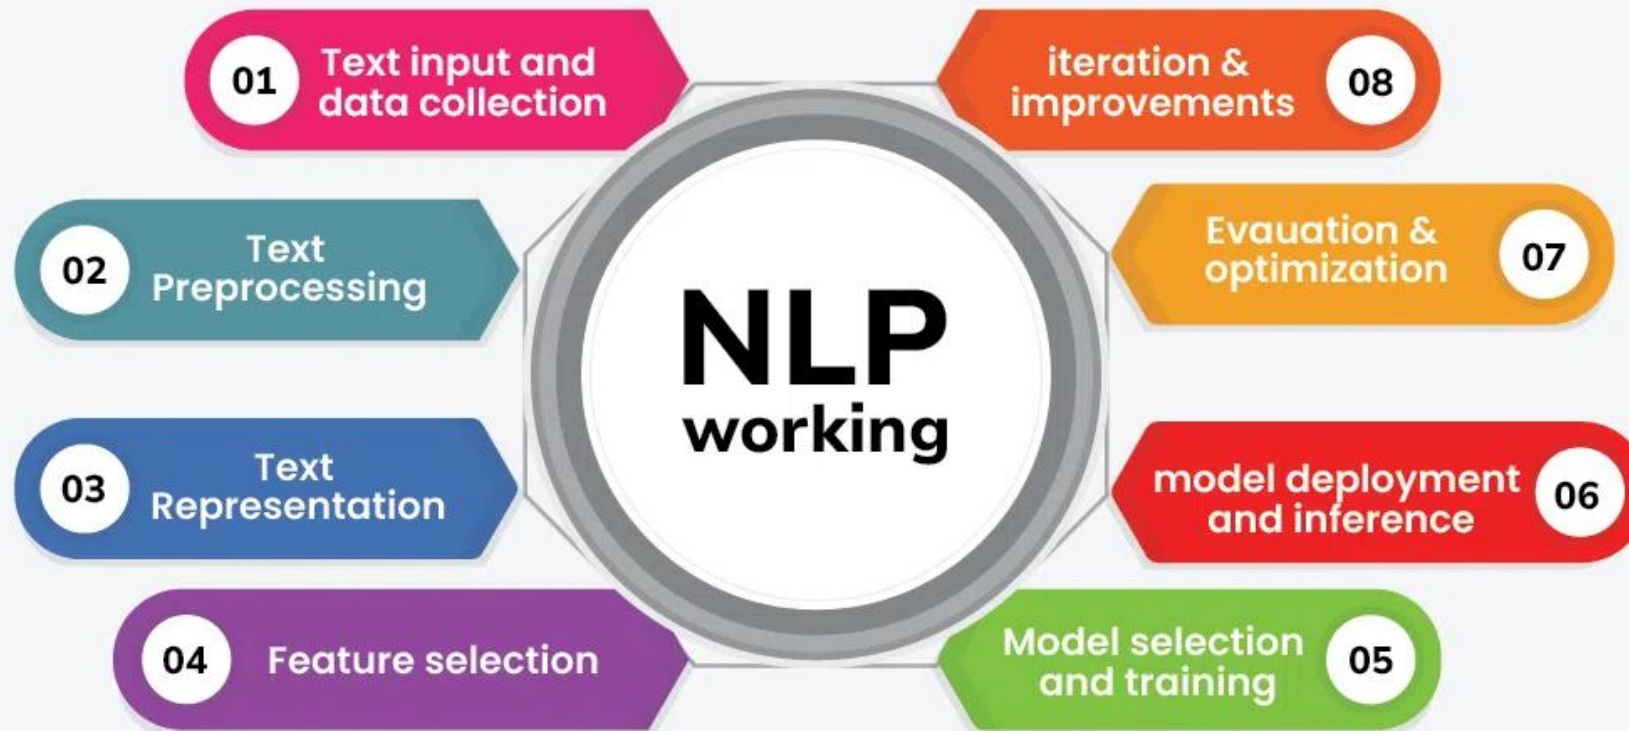 01
Text input and
data collection
02
Text
Preprocessing
03
Text
Representation
04
Feature selection
NLP
working
iteration &
improvements
08
Evauation &
optimization
07
model deployment
and inference
06
Model selection
and training
05